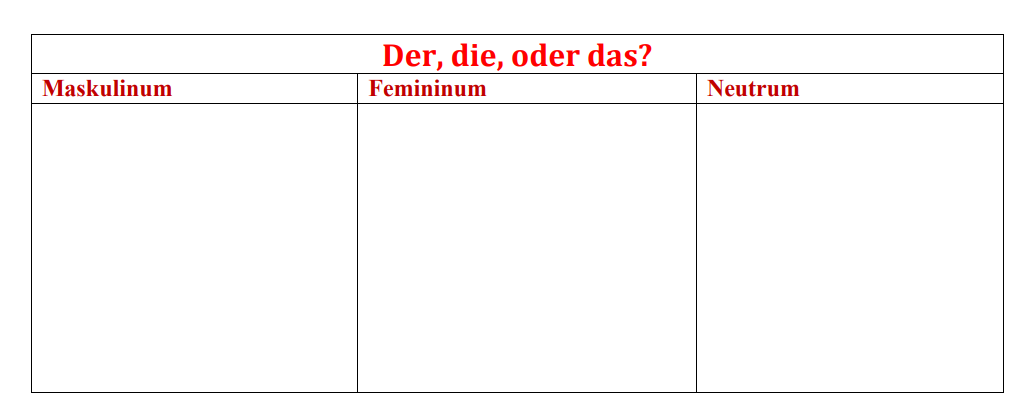 Der, die, oder das?
Maskulinum Femininum Neutrum